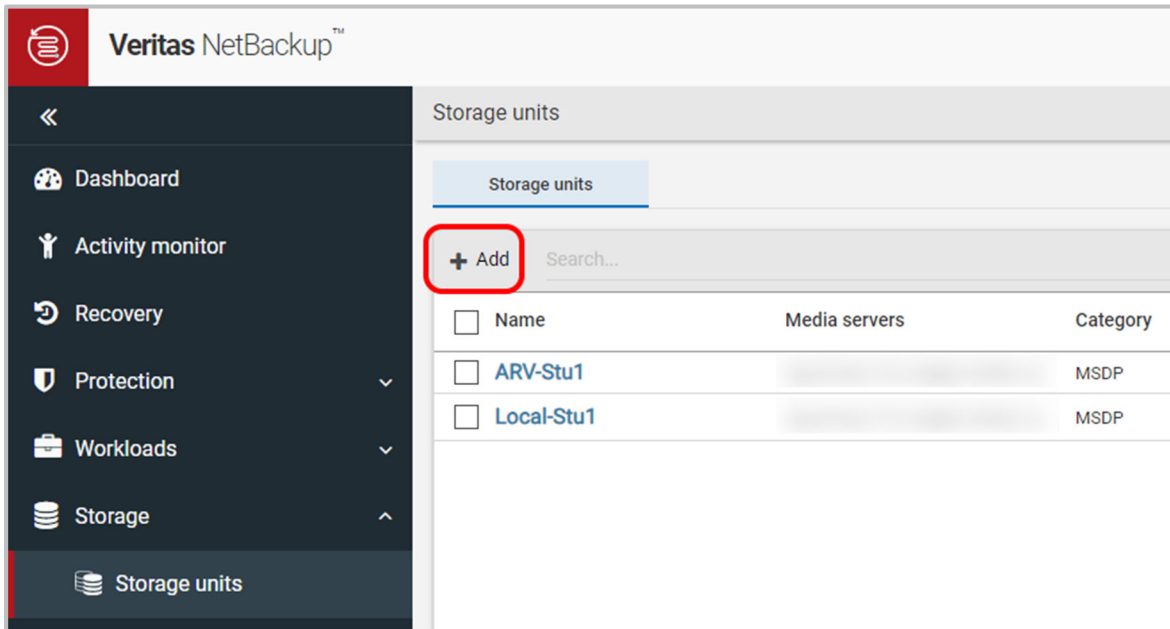 Veritas NetBackup™
Dashboard
Activity monitor
Recovery
Protection
Workloads
Storage
Storage units
Storage units
Storage units
+ Add Search...
Name Media servers Category
ARV-Stu1 MSDP
Local-Stu1 MSDP